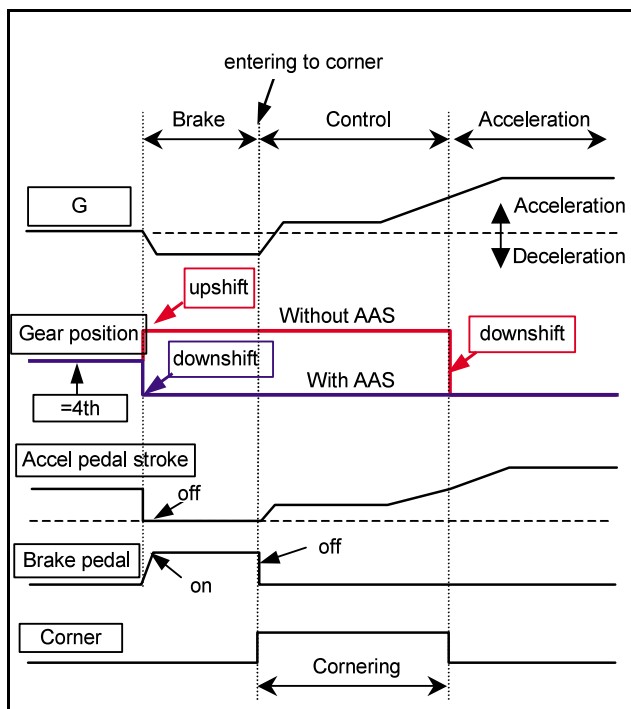 entering to corner
Brake
Control
Acceleration
G
Acceleration
Deceleration
upshift
Without AAS
Gear position
downshift
downshift
With AAS
=4th
Accel pedal stroke
off
off
Brake pedal
on
Corner
Cornering